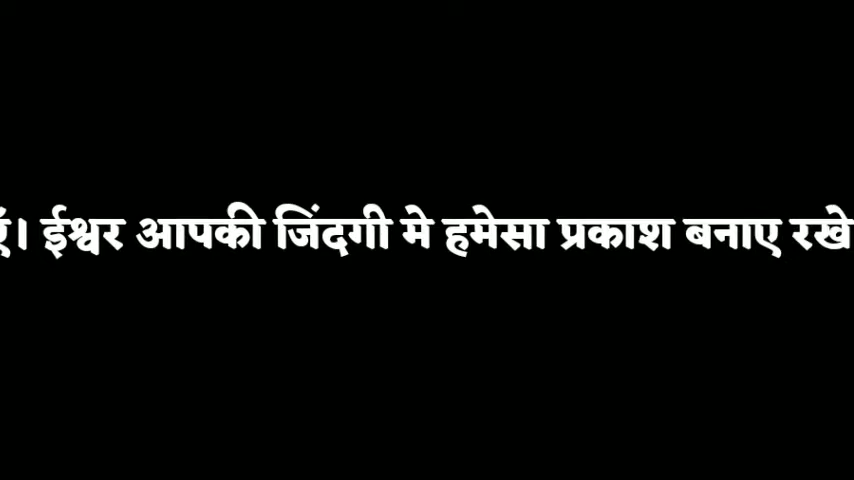 ईश्वर आपकी जिंदगी मे हमेसा प्रकाश बनाए रखे